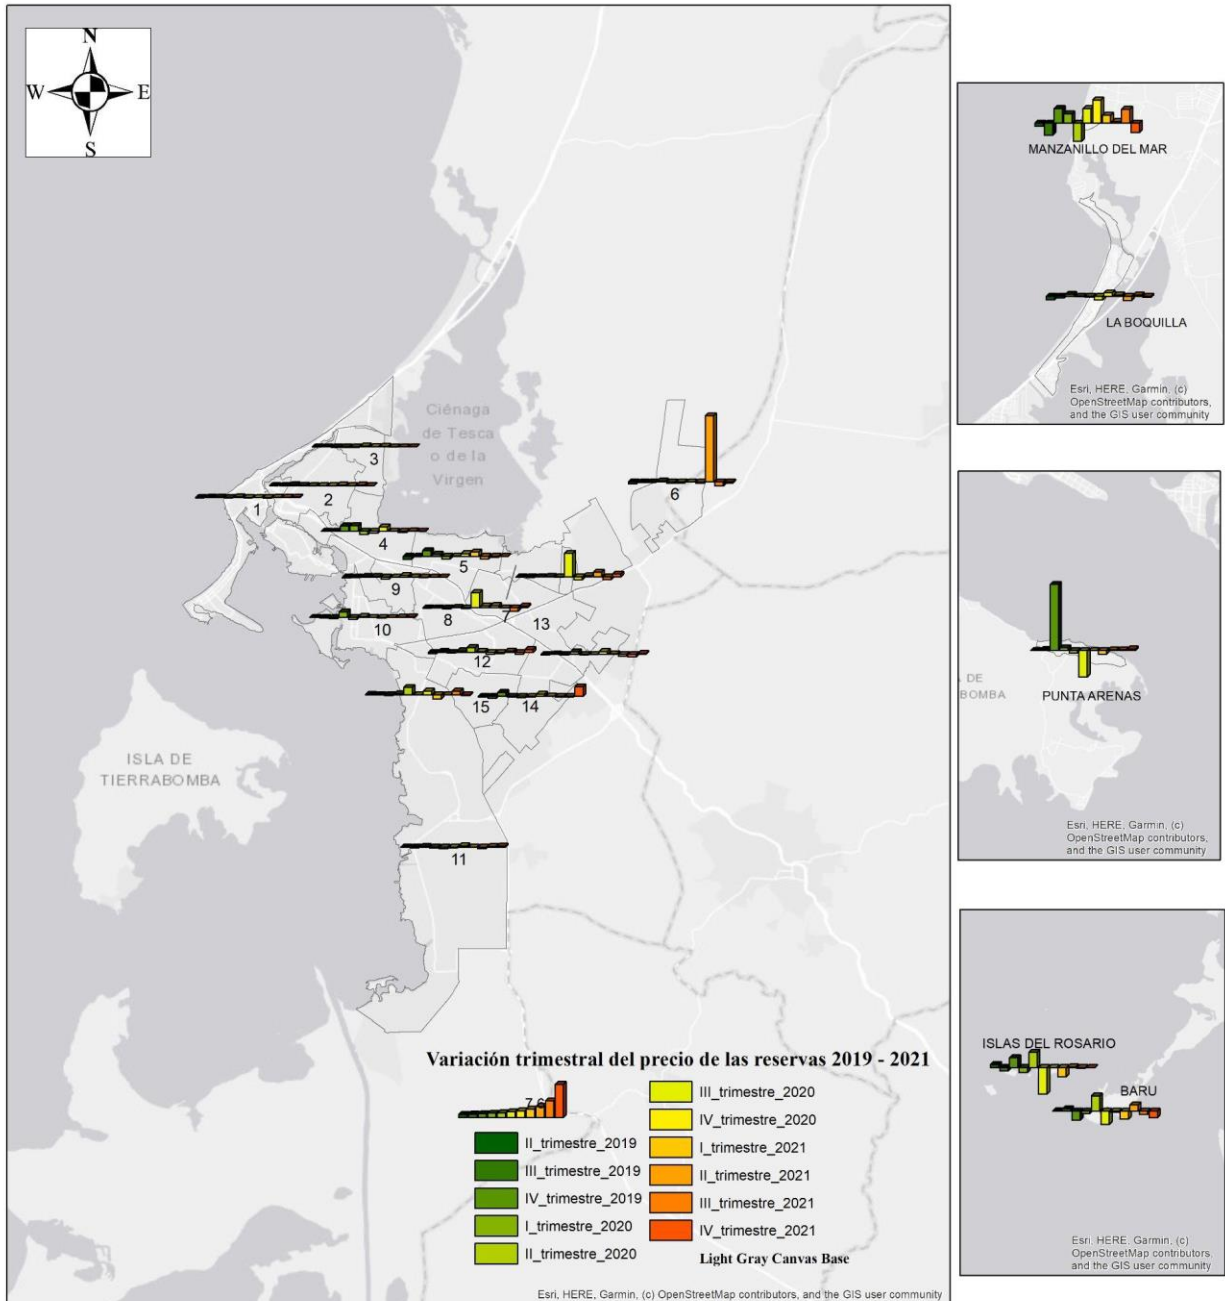 N
W E
S
Ciénaga
de Tesca
o de la
Virgen
3
2
1
6
4
5
9
8
7
13
10
12
15
14
11
ISLA DE
TIERRABOMBA
Variación trimestral del precio de las reservas 2019 - 2021
7,6
II_trimestre_2019
III_trimestre_2019
IV_trimestre_2019
I_trimestre_2020
II_trimestre_2020
III_trimestre_2020
IV_trimestre_2020
I_trimestre_2021
II_trimestre_2021
III_trimestre_2021
IV_trimestre_2021
Light Gray Canvas Base
Esri, HERE, Garmin, (c) OpenStreetMap contributors, and the GIS user community
MANZANILLO DEL MAR
LA BOQUILLA
Esri, HERE, Garmin, (c)
OpenStreetMap contributors,
and the GIS user community
DE
BOMBA
PUNTA ARENAS
Esri, HERE, Garmin, (c)
OpenStreetMap contributors,
and the GIS user community
ISLAS DEL ROSARIO
BARU
Esri, HERE, Garmin, (c)
OpenStreetMap contributors,
and the GIS user community